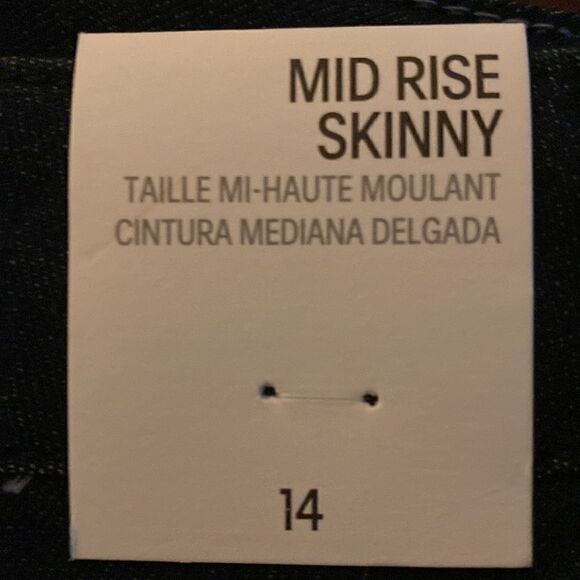 MID RISE
SKINNY
TAILLE MI-HAUTE MOULANT
CINTURA MEDIANA DELGADA
14